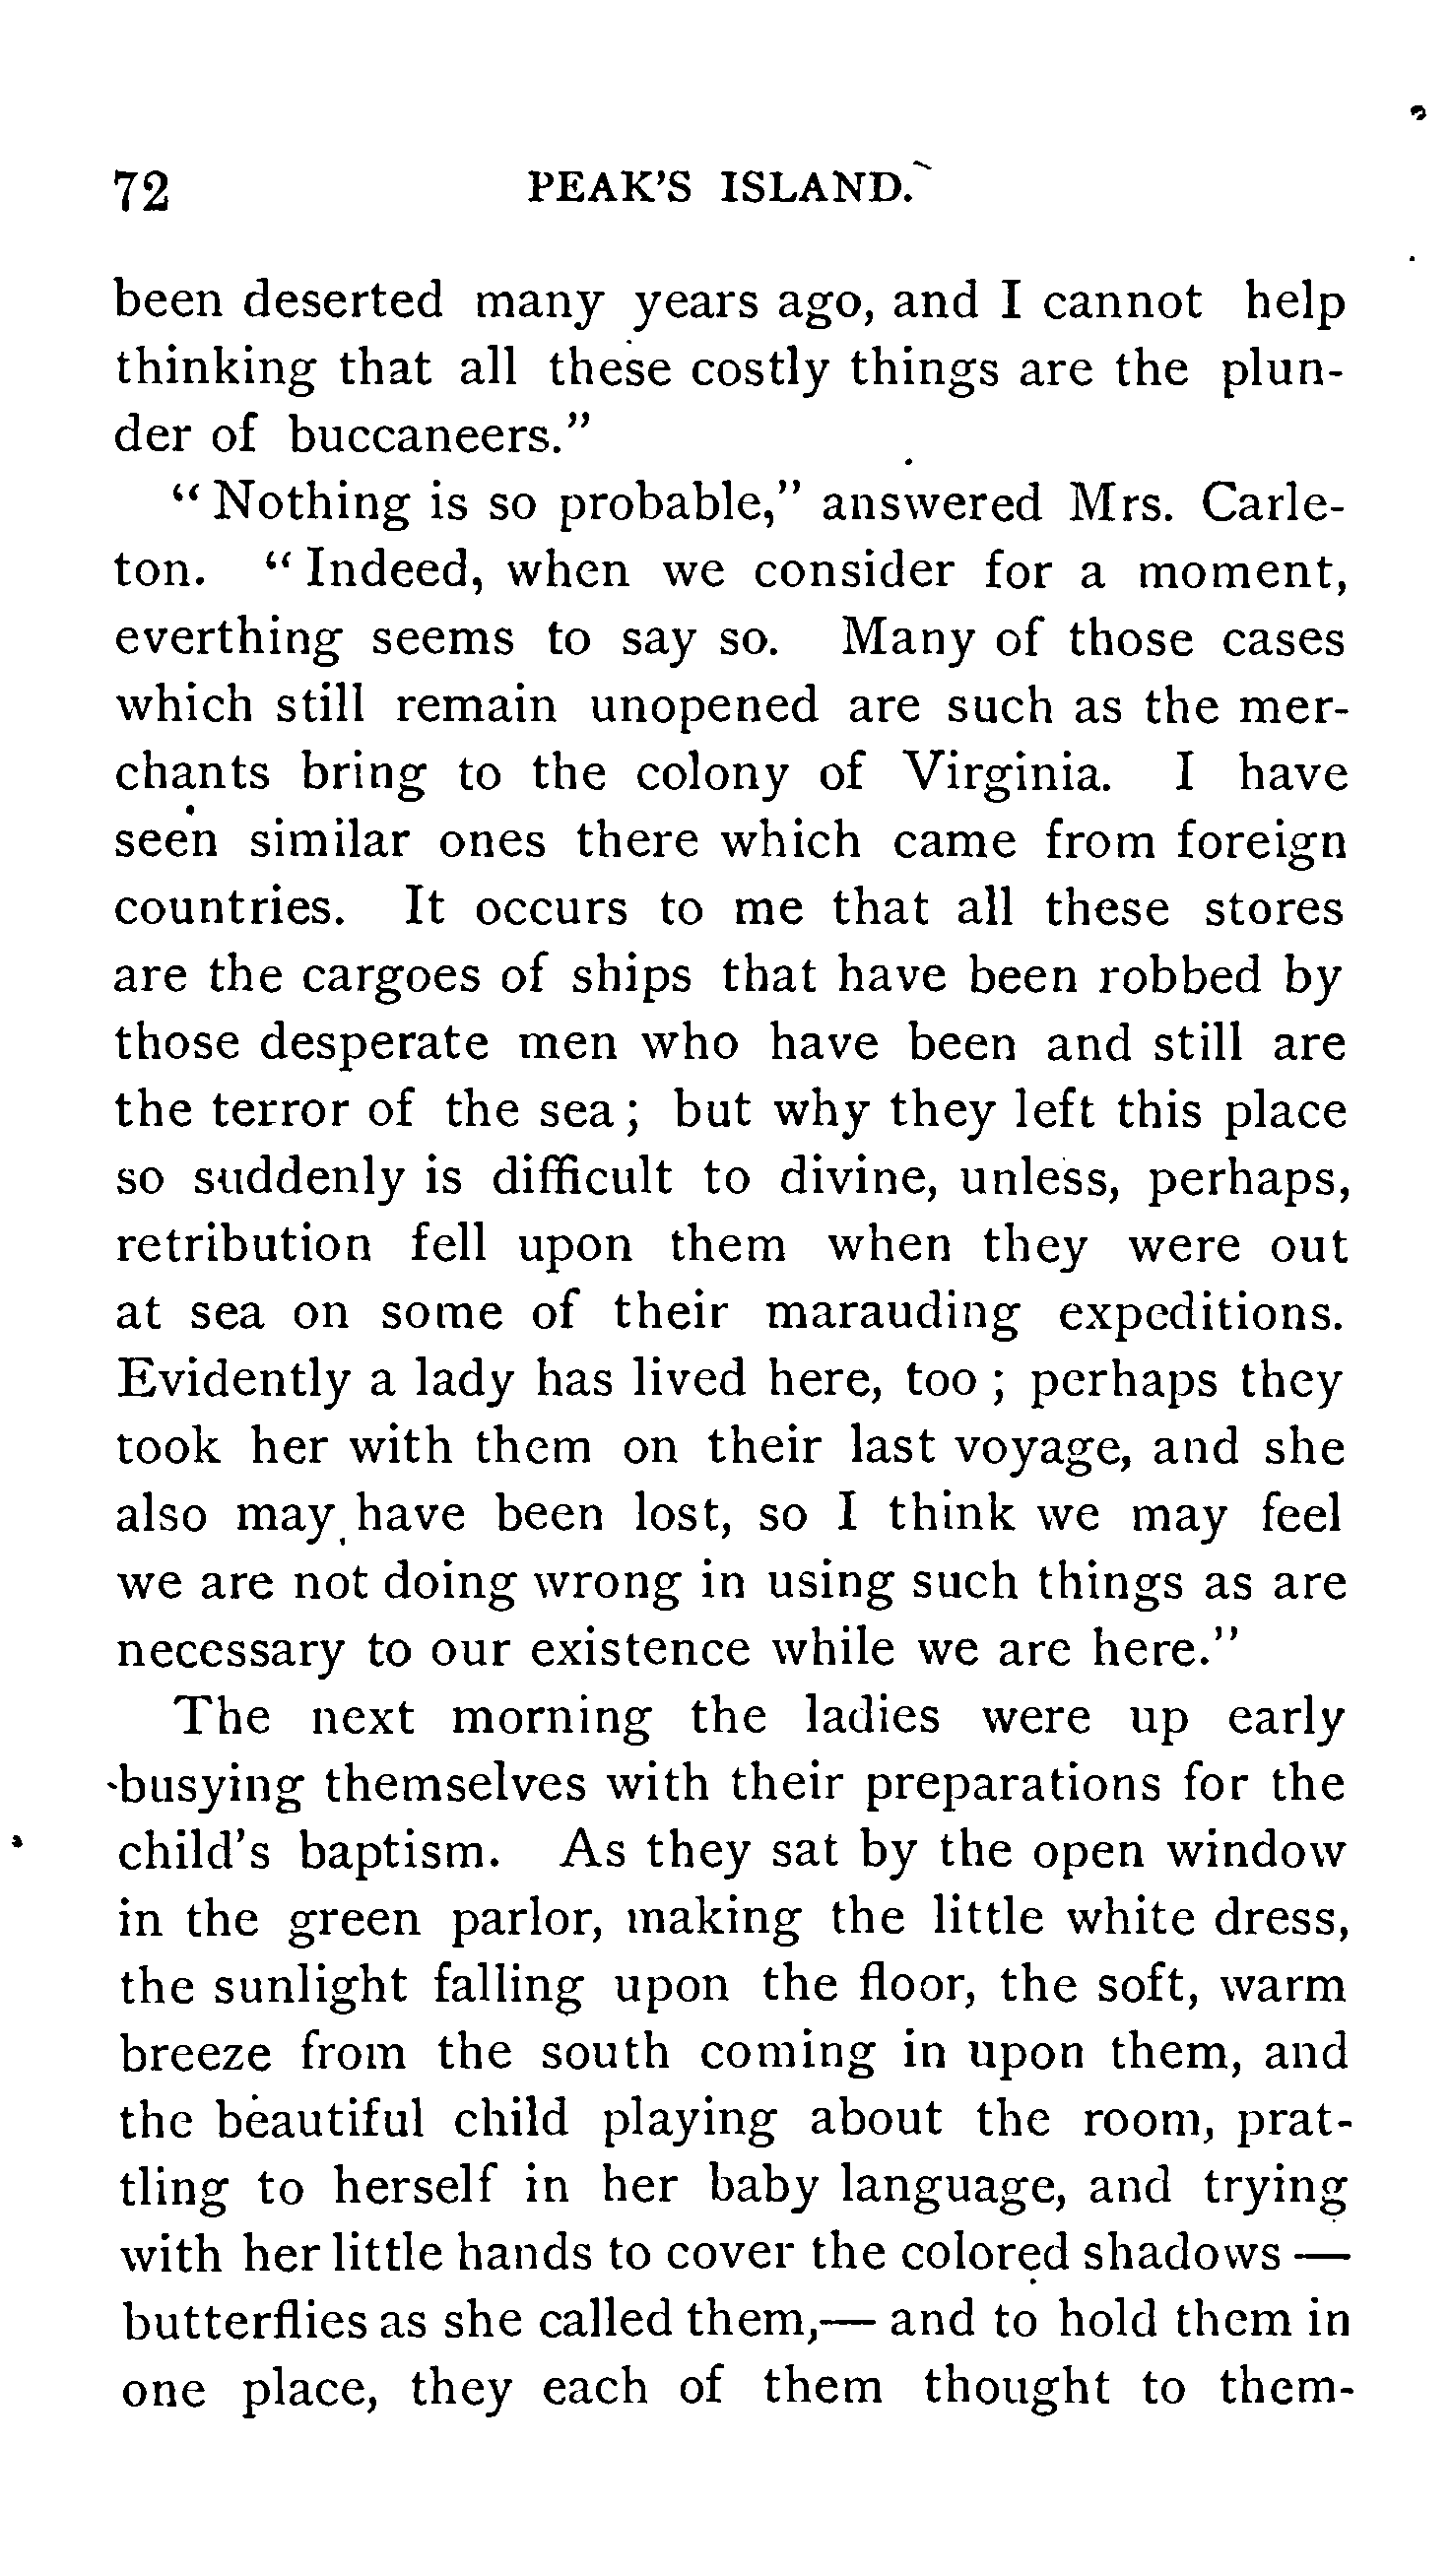 72 PEAK'S ISLAND.
been deserted many years ago, and I cannot help
thinking that all these costly things are the plun-
der of buccaneers."
"Nothing is so probable," answered Mrs. Carle-
ton. "Indeed, when we consider for a moment,
everthing seems to say so. Many of those cases
which still remain unopened are such as the mer-
chants bring to the colony of Virginia. I have
seen similar ones there which came from foreign
countries. It occurs to me that all these stores
are the cargoes of ships that have been robbed by
those desperate men who have been and still are
the terror of the sea; but why they left this place
so suddenly is difficult to divine, unless, perhaps,
retribution fell upon them when they were out
at sea on some of their marauding expeditions.
Evidently a lady has lived here, too; perhaps they
took her with them on their last voyage, and she
also may have been lost, so I think we may feel
we are not doing wrong in using such things as are
necessary to our existence while we are here."
The next morning the ladies were up early
busying themselves with their preparations for the
child's baptism. As they sat by the open window
in the green parlor, making the little white dress,
the sunlight falling upon the floor, the soft, warm
breeze from the south coming in upon them, and
the beautiful child playing about the room, prat-
tling to herself in her baby language, and trying
with her little hands to cover the colored shadows —
butterflies as she called them,— and to hold them in
one place, they each of them thought to them-